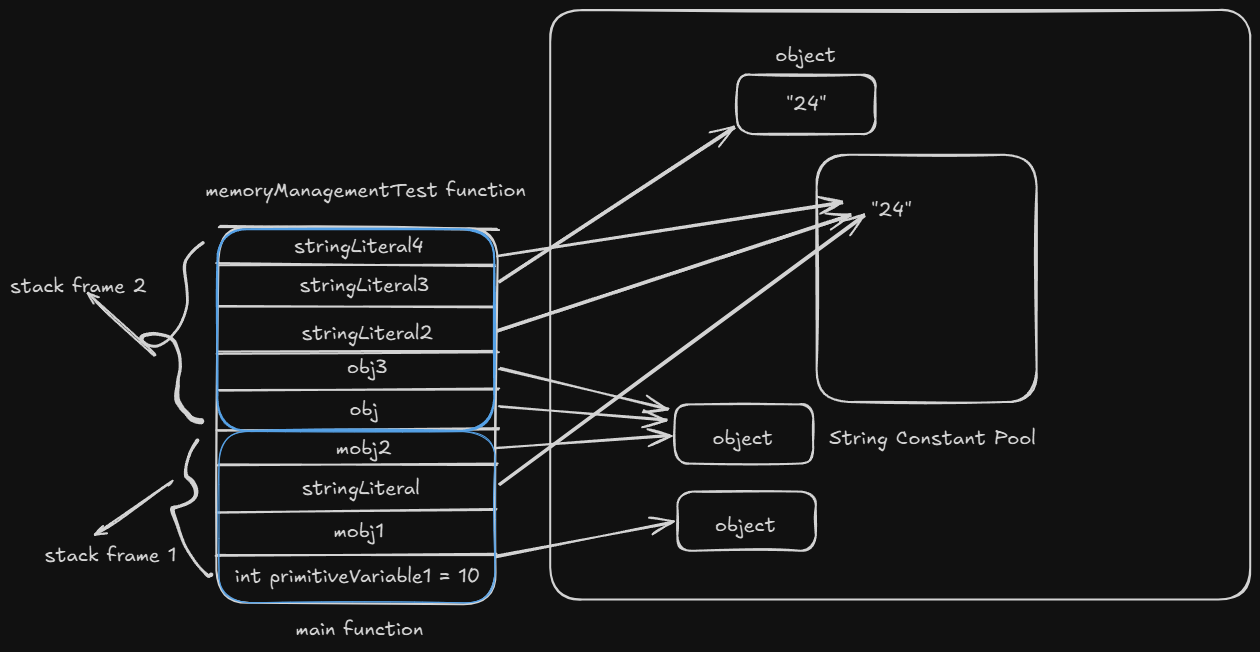 object
"24"
memoryManagementTest function
"24"
stringLiteral4
stringLiteral3
stack frame 2
stringLiteral2
obj3
obj
object
String Constant Pool
mobj2
stringLiteral
object
mobj1
stack frame 1
int primitiveVariable1 = 10
main function